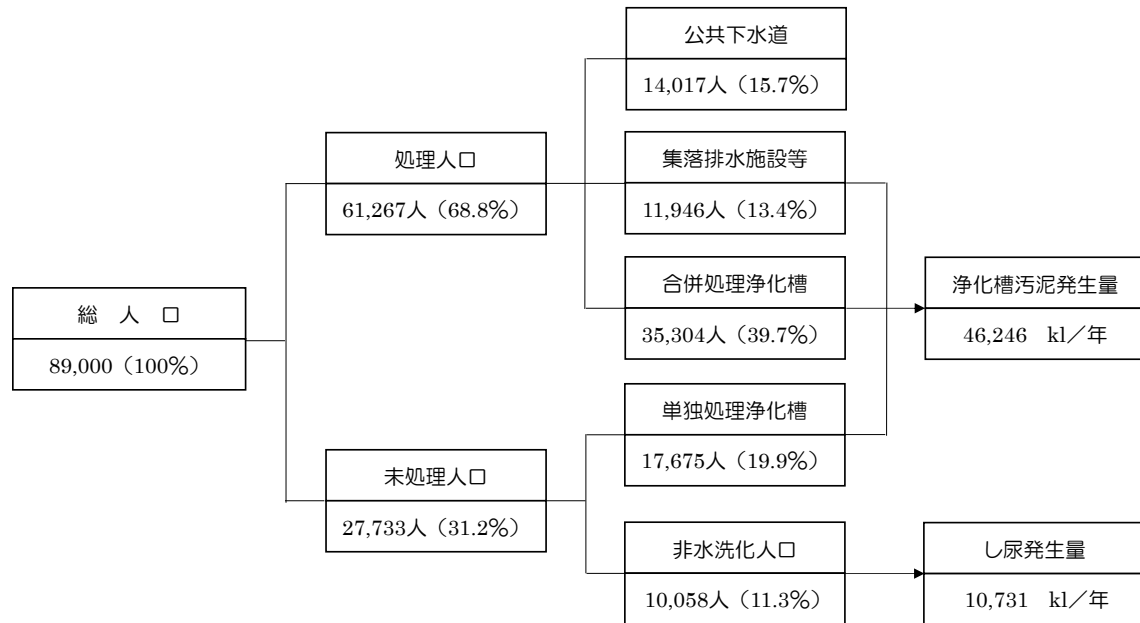 公共下水道
14,017人（15.7%）
処理人口
61,267人（68.8%）
集落排水施設等
11,946人（13.4%）
合併処理浄化槽
35,304人（39.7%）
浄化槽汚泥発生量
46,246　kl／年
総　人　口
89,000（100%）
単独処理浄化槽
17,675人（19.9%）
未処理人口
27,733人（31.2%）
非水洗化人口
10,058人（11.3%）
し尿発生量
10,731　kl／年